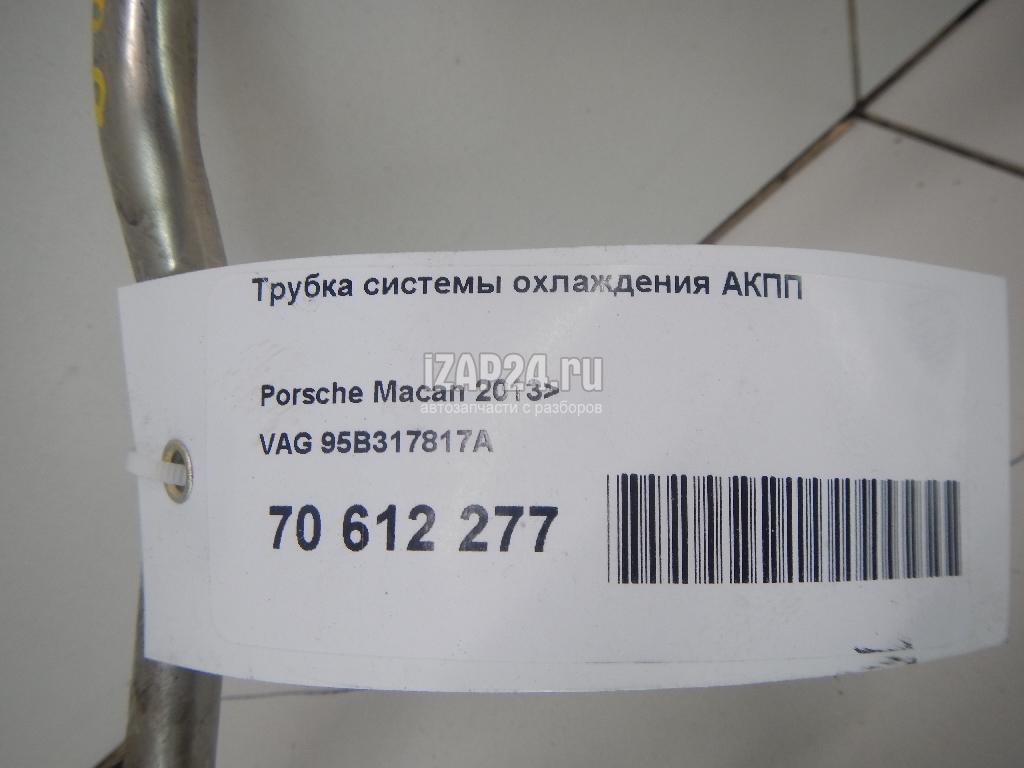 Трубка системы охлаждения АКПП
iZAP24.ru
Porsche Macan 2013>
автозапчасти с разборов
VAG 95B317817A
70 612 277